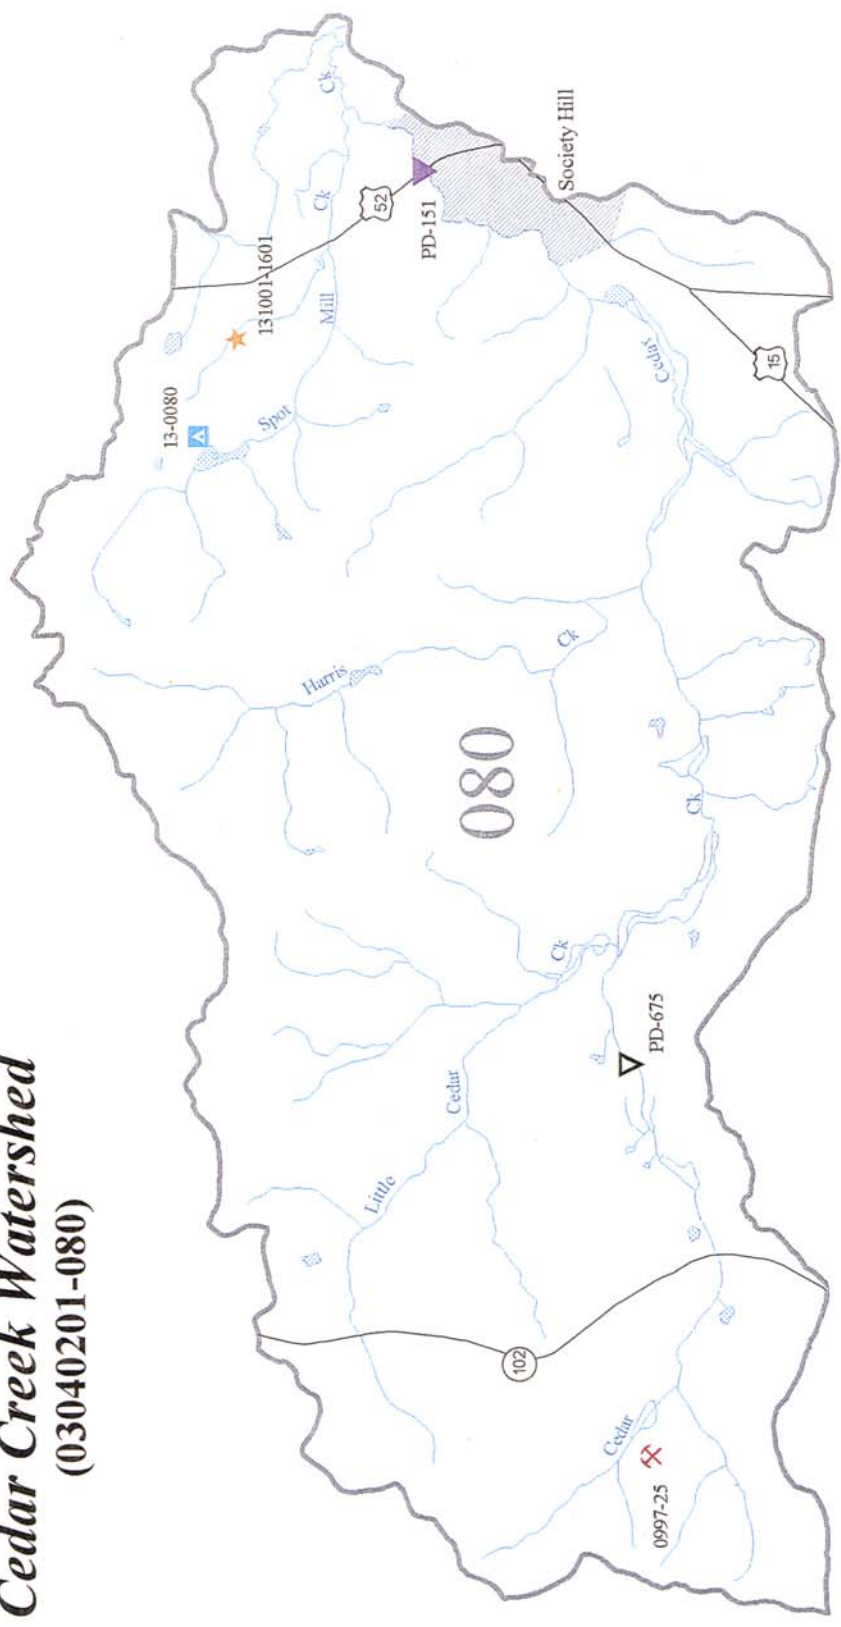 Cedar Creek Watershed
(03040201-080)
Ck
Ck
52
PD-151
Society Hill
131001-1601
Mill
13-0080
Spot
Cedar
15
Harris
Ck
080
Ck
Ck
PD-675
Cedar
Little
102
Cedar
0997-25